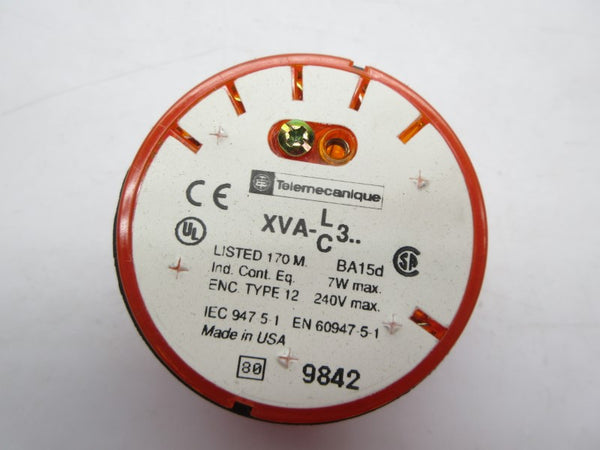 Telemecanique
CE
XVA-L/C3..
UL
LISTED 170 M.
BA15d
SA
Ind. Cont. Eq. 7W max.
ENC. TYPE 12 240V max.
IEC 947-5-1 EN 60947-5-1
Made in USA
80
9842